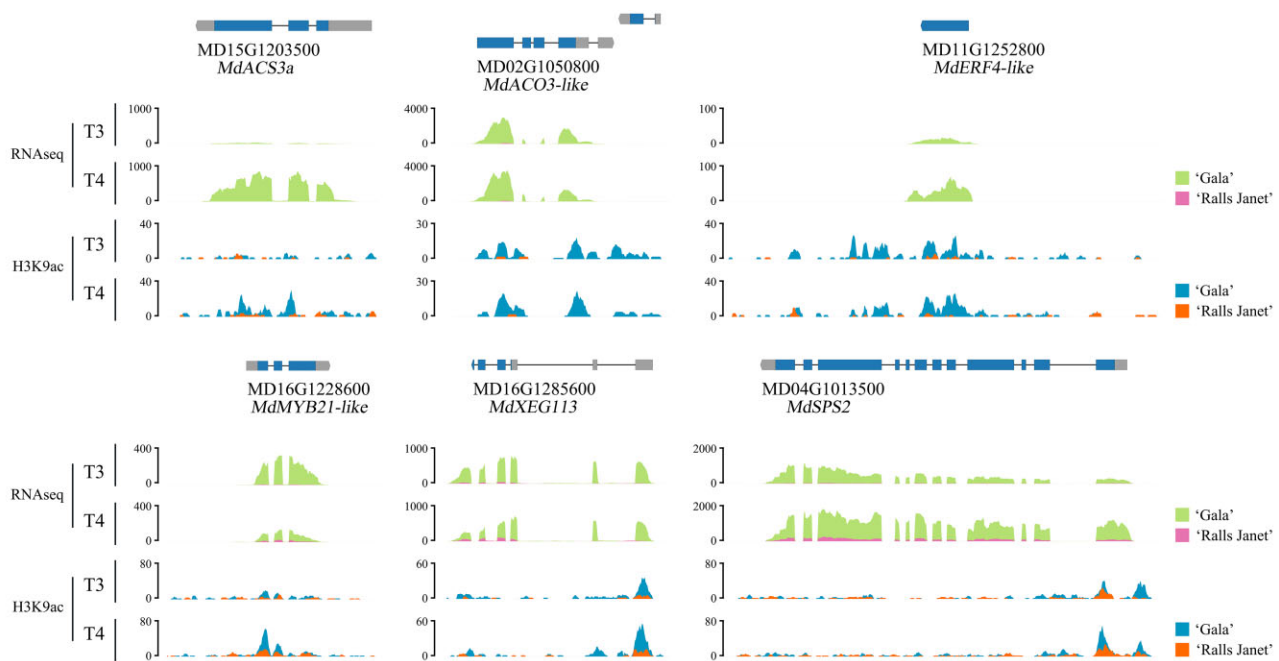 MD15G1203500
MdACS3a
MD02G1050800
MdACO3-like
MD11G1252800
MdERF4-like
RNAseq
T3
1000
0
4000
0
100
0
T4
1000
0
4000
0
100
0
'Gala'
'Ralls Janet'
H3K9ac
T3
40
0
30
0
40
0
T4
40
0
30
0
40
0
'Gala'
'Ralls Janet'
MD16G1228600
MdMYB21-like
MD16G1285600
MdXEG113
MD04G1013500
MdSPS2
RNAseq
T3
400
0
1000
0
2000
0
T4
400
0
1000
0
2000
0
'Gala'
'Ralls Janet'
H3K9ac
T3
80
0
60
0
80
0
T4
80
0
60
0
80
0
'Gala'
'Ralls Janet'